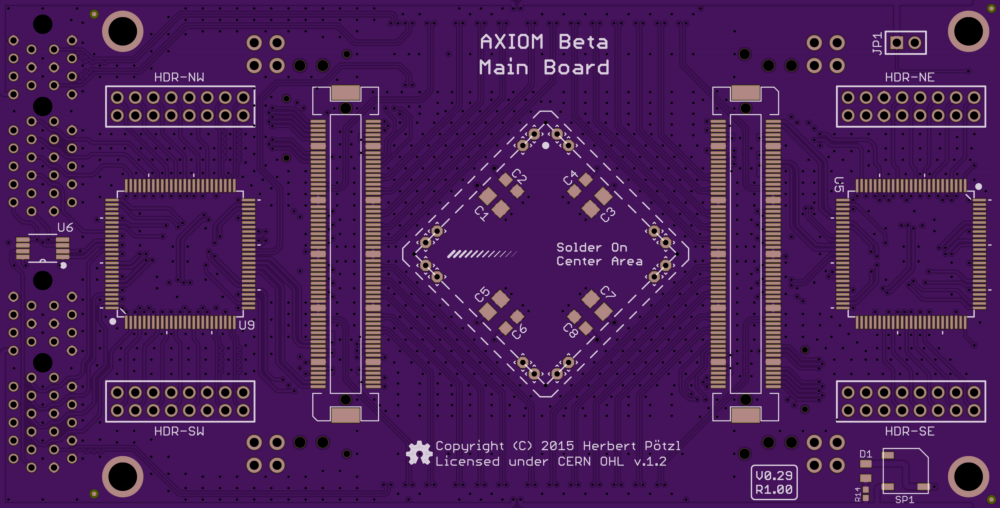 AXIOM Beta
Main Board
JP1
HDR-NW
HDR-NE
C2
C4
C1
C3
U5
U6
Solder On
Center Area
C5
C7
C6
C8
U9
HDR-SW
HDR-SE
Copyright (C) 2015 Herbert Pötzl
Licensed under CERN OHL v.1.2
D1
V0.29
R1.00
R14
SP1